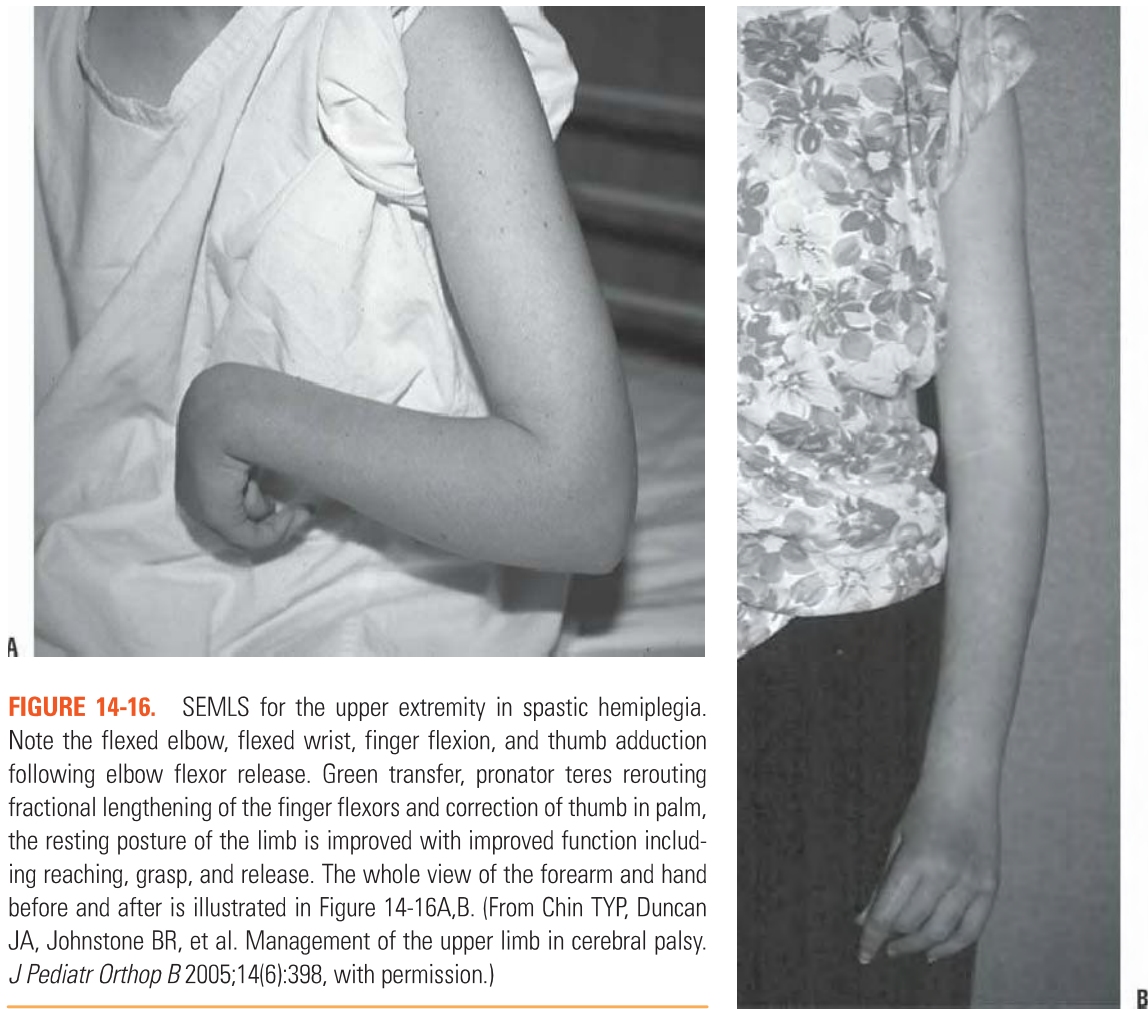 A
FIGURE 14-16. SEMLS for the upper extremity in spastic hemiplegia.
Note the flexed elbow, flexed wrist, finger flexion, and thumb adduction
following elbow flexor release. Green transfer, pronator teres rerouting
fractional lengthening of the finger flexors and correction of thumb in palm,
the resting posture of the limb is improved with improved function includ-
ing reaching, grasp, and release. The whole view of the forearm and hand
before and after is illustrated in Figure 14-16A,B. (From Chin TYP, Duncan
JA, Johnstone BR, et al. Management of the upper limb in cerebral palsy.
J Pediatr Orthop B 2005;14(6):398, with permission.)
B